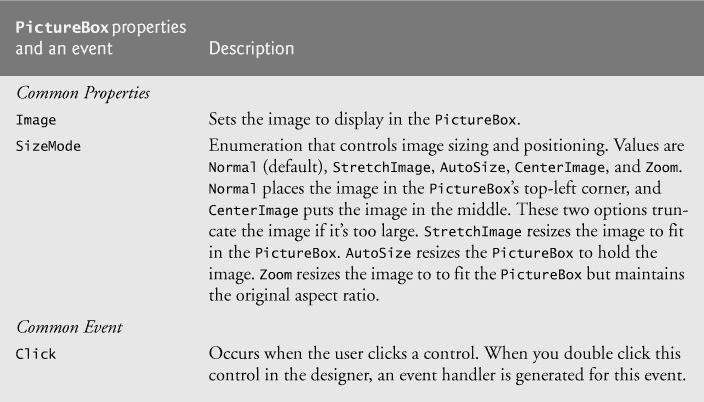 PictureBox properties
and an event
Description
Common Properties
Image
Sets the image to display in the PictureBox.
SizeMode
Enumeration that controls image sizing and positioning. Values are
Normal (default), StretchImage, AutoSize, CenterImage, and Zoom.
Normal places the image in the PictureBox’s top-left corner, and
CenterImage puts the image in the middle. These two options trun-
cate the image if it’s too large. StretchImage resizes the image to fit
in the PictureBox. AutoSize resizes the PictureBox to hold the
image. Zoom resizes the image to to fit the PictureBox but maintains
the original aspect ratio.
Common Event
Click
Occurs when the user clicks a control. When you double click this
control in the designer, an event handler is generated for this event.